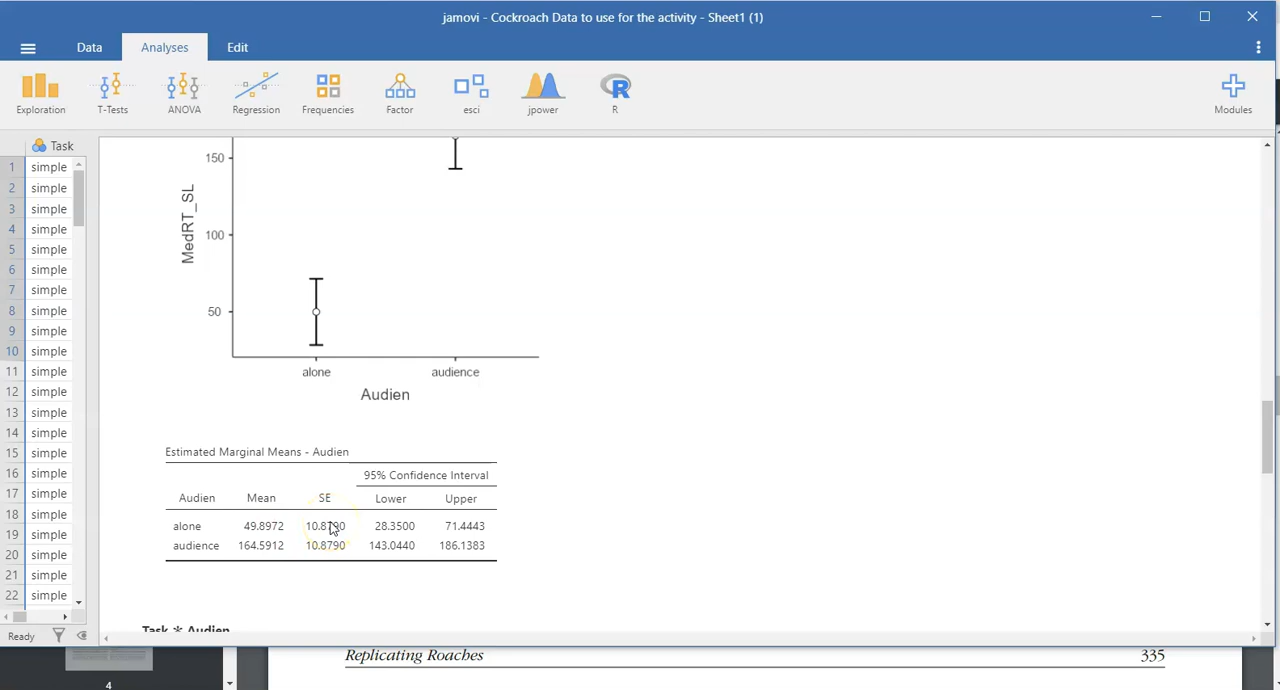 jamovi - Cockroach Data to use for the activity - Sheet1 (1)
Data Analyses Edit
Exploration T-Tests ANOVA Regression Frequencies Factor esci jpower R Modules
Task
1 simple
2 simple
3 simple
4 simple
5 simple
6 simple
7 simple
8 simple
9 simple
10 simple
11 simple
12 simple
13 simple
14 simple
15 simple
16 simple
17 simple
18 simple
19 simple
20 simple
21 simple
22 simple
Ready
150
100
50
MedRT_SL
alone audience
Audien
Estimated Marginal Means - Audien
95% Confidence Interval
Audien Mean SE Lower Upper
alone 49.8972 10.8790 28.3500 71.4443
audience 164.5912 10.8790 143.0440 186.1383
Task * Audien
4
Replicating Roaches 335